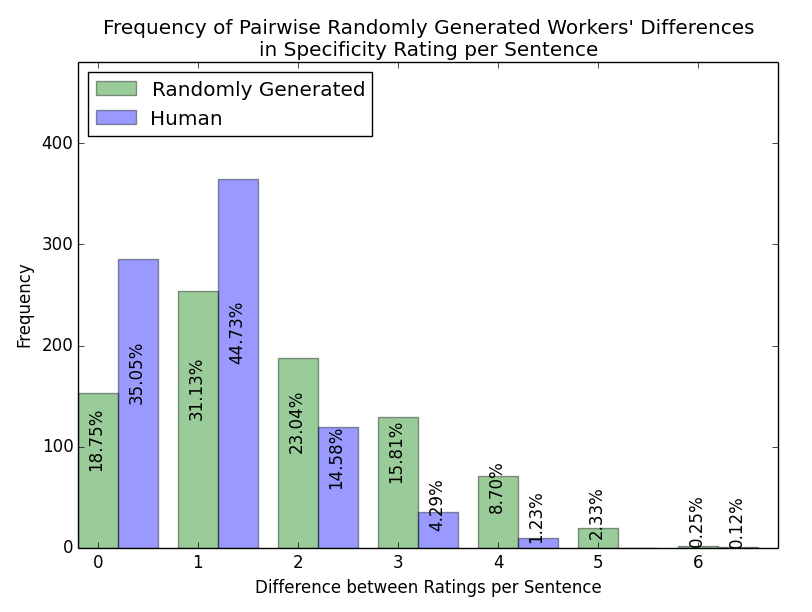 Frequency of Pairwise Randomly Generated Workers' Differences
in Specificity Rating per Sentence
Randomly Generated
Human
Frequency
400
300
200
100
0
18.75%
35.05%
31.13%
44.73%
23.04%
14.58%
15.81%
4.29%
8.70%
1.23%
2.33%
0.25%
0.12%
0 1 2 3 4 5 6
Difference between Ratings per Sentence